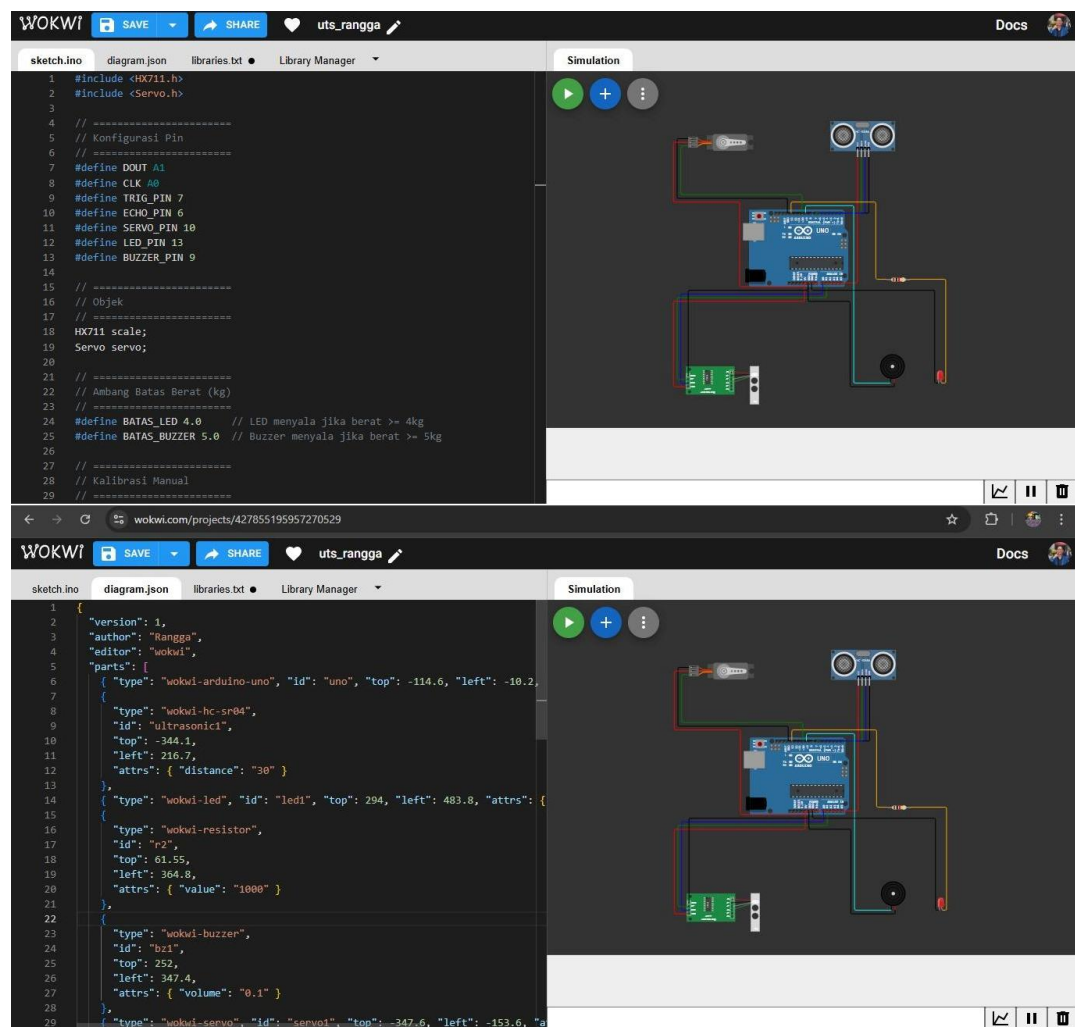 WOKWI SAVE SHARE uts_rangga Docs
sketch.ino diagram.json libraries.txt ● Library Manager Simulation
1 #include <HX711.h>
2 #include <Servo.h>
3
4 // =======================
5 // Konfigurasi Pin
6 // =======================
7 #define DOUT A1
8 #define CLK A0
9 #define TRIG_PIN 7
10 #define ECHO_PIN 6
11 #define SERVO_PIN 10
12 #define LED_PIN 13
13 #define BUZZER_PIN 9
14
15 // =======================
16 // Objek
17 // =======================
18 HX711 scale;
19 Servo servo;
20
21 // =======================
22 // Ambang Batas Berat (kg)
23 // =======================
24 #define BATAS_LED 4.0 // LED menyala jika berat >= 4kg
25 #define BATAS_BUZZER 5.0 // Buzzer menyala jika berat >= 5kg
26
27 // =======================
28 // Kalibrasi Manual
29 // =======================
UNO
wokwi.com/projects/427855195957270529
WOKWI SAVE SHARE uts_rangga Docs
sketch.ino diagram.json libraries.txt ● Library Manager Simulation
1 {
2 "version": 1,
3 "author": "Rangga",
4 "editor": "wokwi",
5 "parts": [
6 { "type": "wokwi-arduino-uno", "id": "uno", "top": -114.6, "left": -10.2,
7 {
8 "type": "wokwi-hc-sr04",
9 "id": "ultrasonic1",
10 "top": -344.1,
11 "left": 216.7,
12 "attrs": { "distance": "30" }
13 },
14 { "type": "wokwi-led", "id": "led1", "top": 294, "left": 483.8, "attrs": {
15 {
16 "type": "wokwi-resistor",
17 "id": "r2",
18 "top": 61.55,
19 "left": 364.8,
20 "attrs": { "value": "1000" }
21 },
22 {
23 "type": "wokwi-buzzer",
24 "id": "bz1",
25 "top": 252,
26 "left": 347.4,
27 "attrs": { "volume": "0.1" }
28 },
29 { "type": "wokwi-servo", "id": "servo1", "top": -347.6, "left": -153.6, "a
UNO